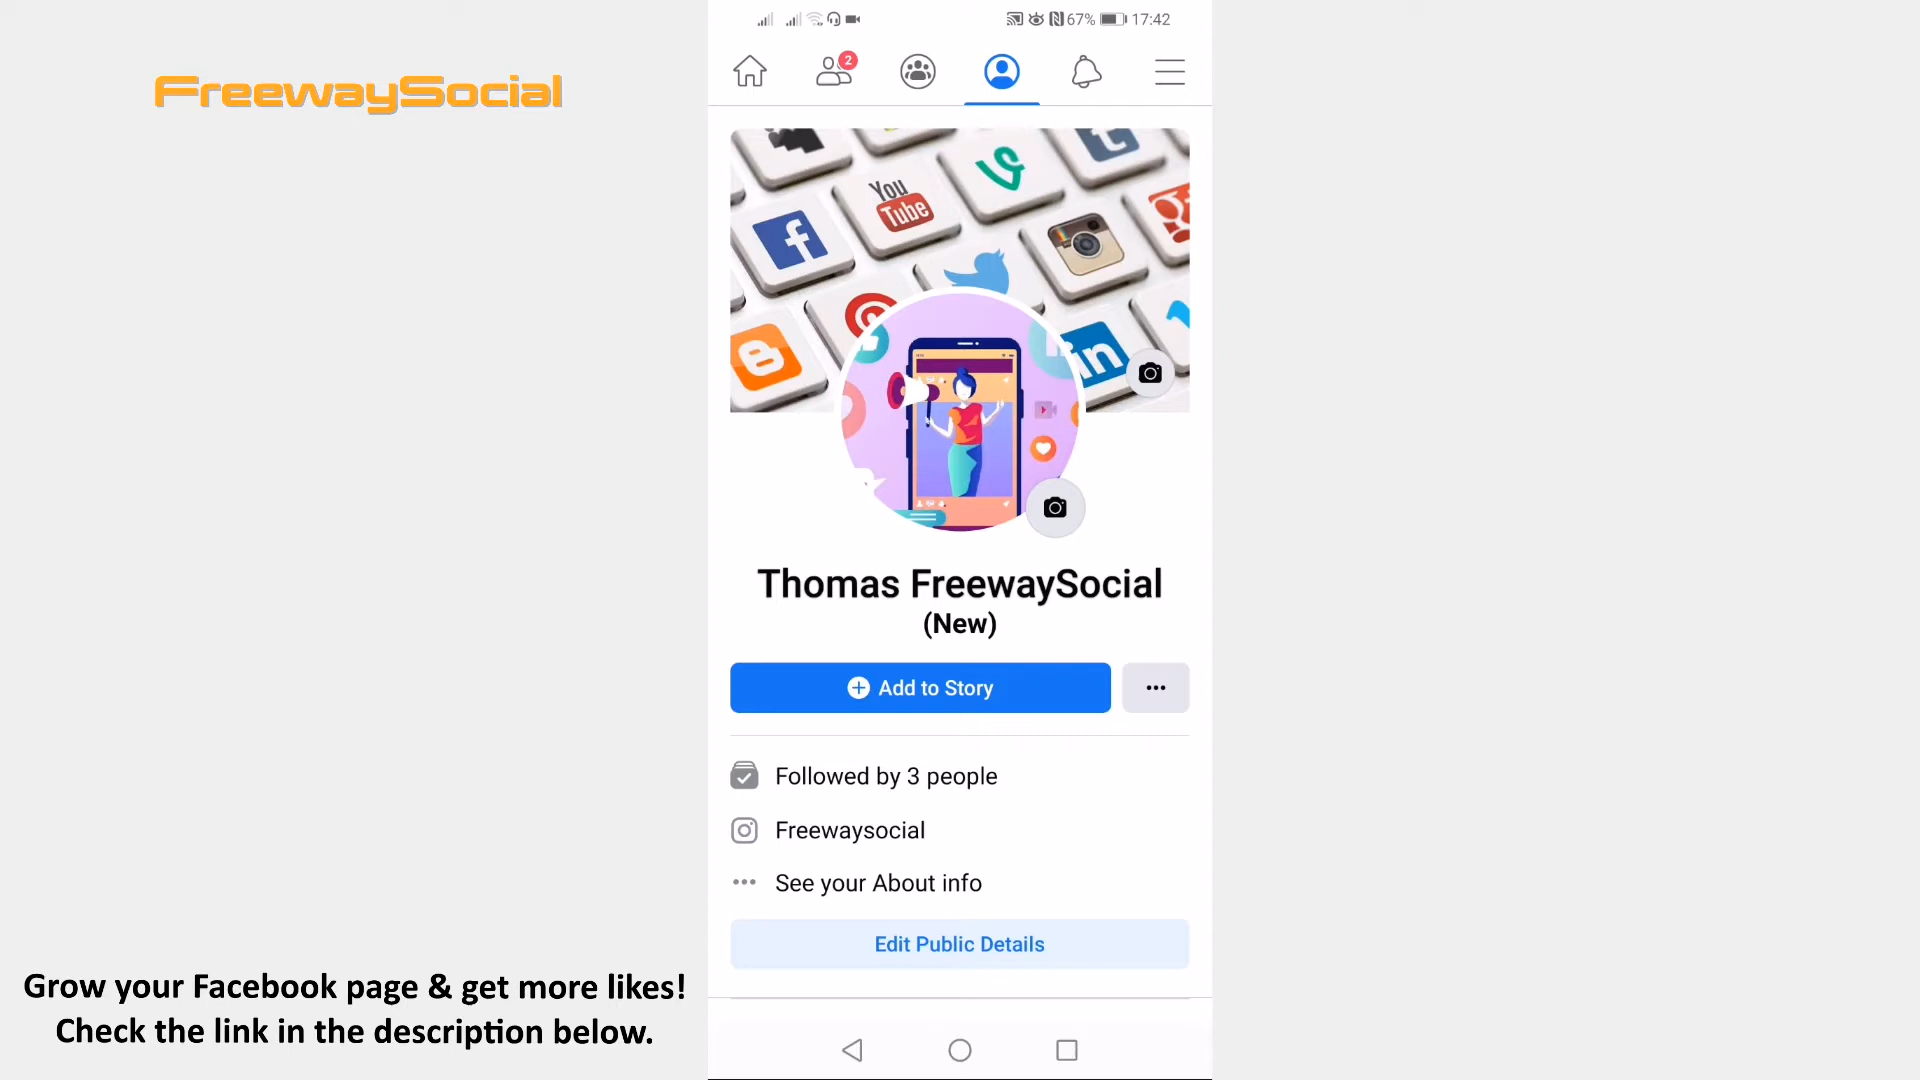 67% 17:42
FreewaySocial
2
You
Tube
Thomas FreewaySocial
(New)
Add to Story
Followed by 3 people
Freewaysocial
See your About info
Edit Public Details
Grow your Facebook page & get more likes!
Check the link in the description below.